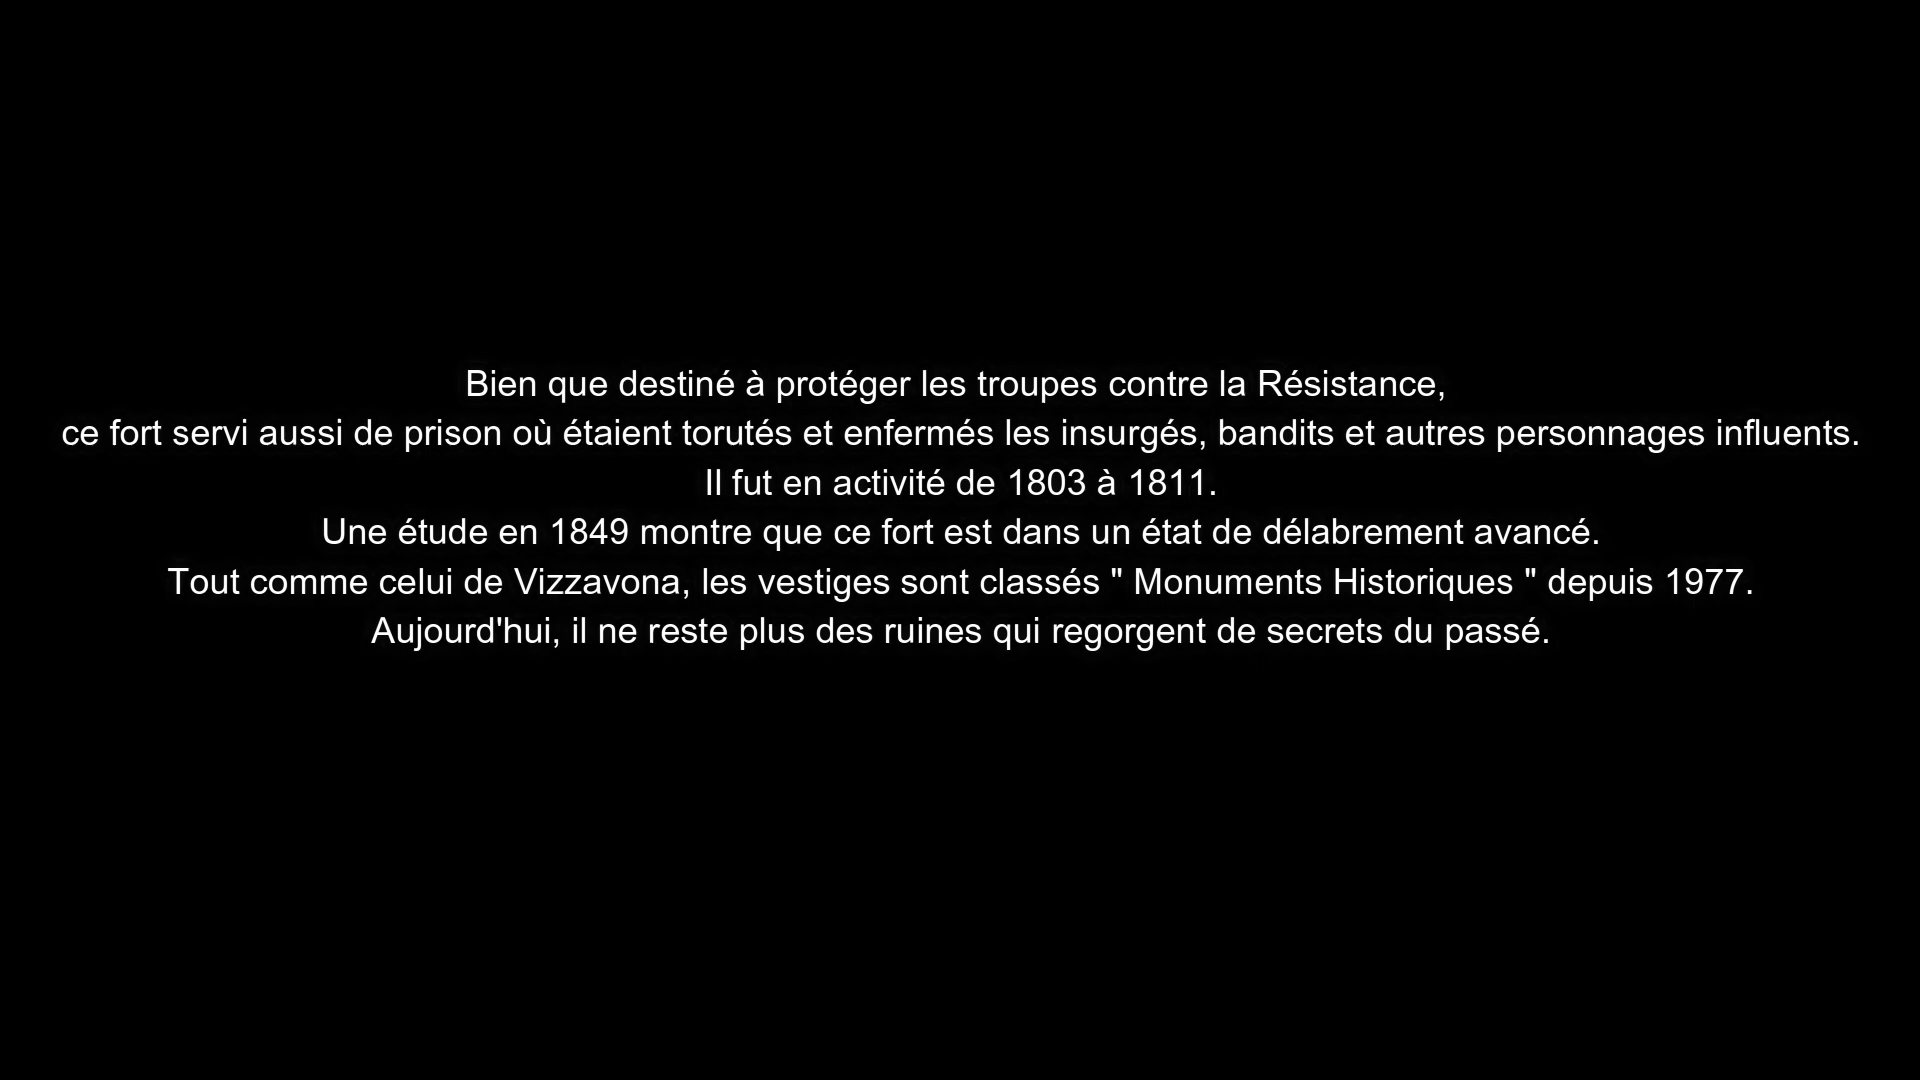 Bien que destiné à protéger les troupes contre la Résistance,
ce fort servi aussi de prison où étaient torutés et enfermés les insurgés, bandits et autres personnages influents.
Il fut en activité de 1803 à 1811.
Une étude en 1849 montre que ce fort est dans un état de délabrement avancé.
Tout comme celui de Vizzavona, les vestiges sont classés " Monuments Historiques " depuis 1977.
Aujourd'hui, il ne reste plus des ruines qui regorgent de secrets du passé.